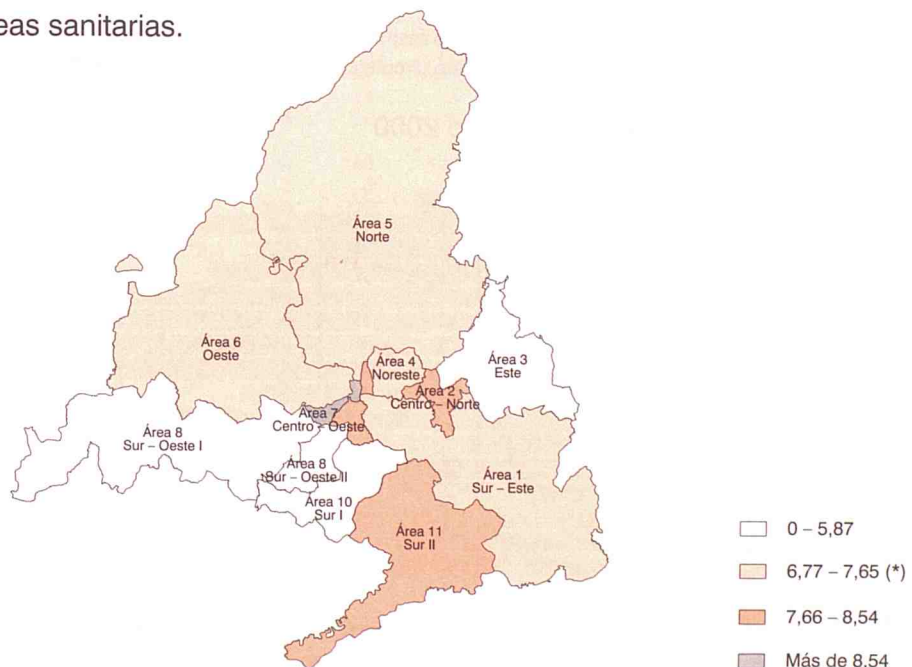 eas sanitarias.
Área 5
Norte
Área 6
Oeste
Área 4
Noreste
Área 3
Este
Área 2
Centro – Norte
Área 7
Centro – Oeste
Área 8
Sur – Oeste I
Área 8
Sur – Oeste II
Área 1
Sur – Este
Área 10
Sur I
Área 11
Sur II
0 – 5,87
6,77 – 7,65 (*)
7,66 – 8,54
Más de 8,54